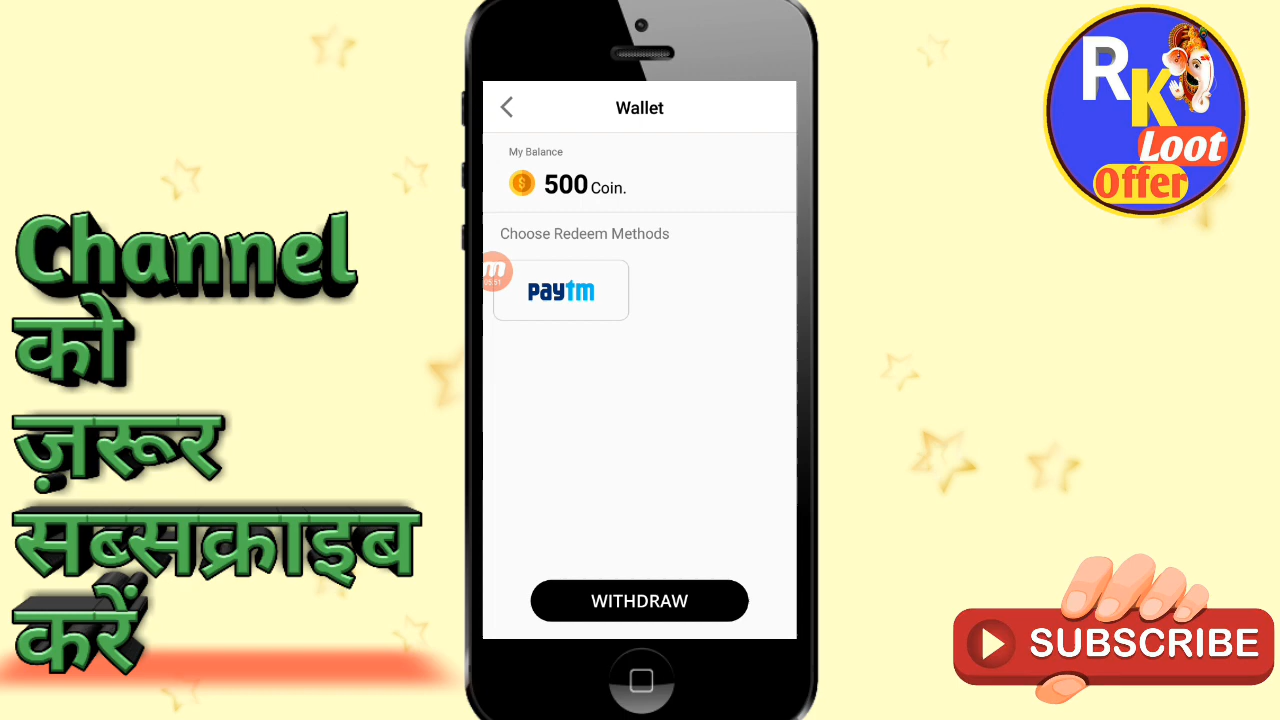 Channel
को
ज़रूर
सब्सक्राइब
करें
Wallet
My Balance
500 Coin.
Choose Redeem Methods
paytm
WITHDRAW
RK
Loot
Offer
SUBSCRIBE